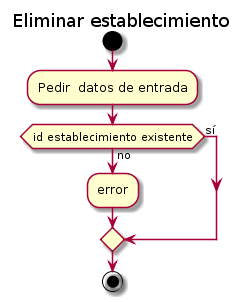 Eliminar establecimiento
Pedir  datos de entrada
id establecimiento existente
sí
no
error